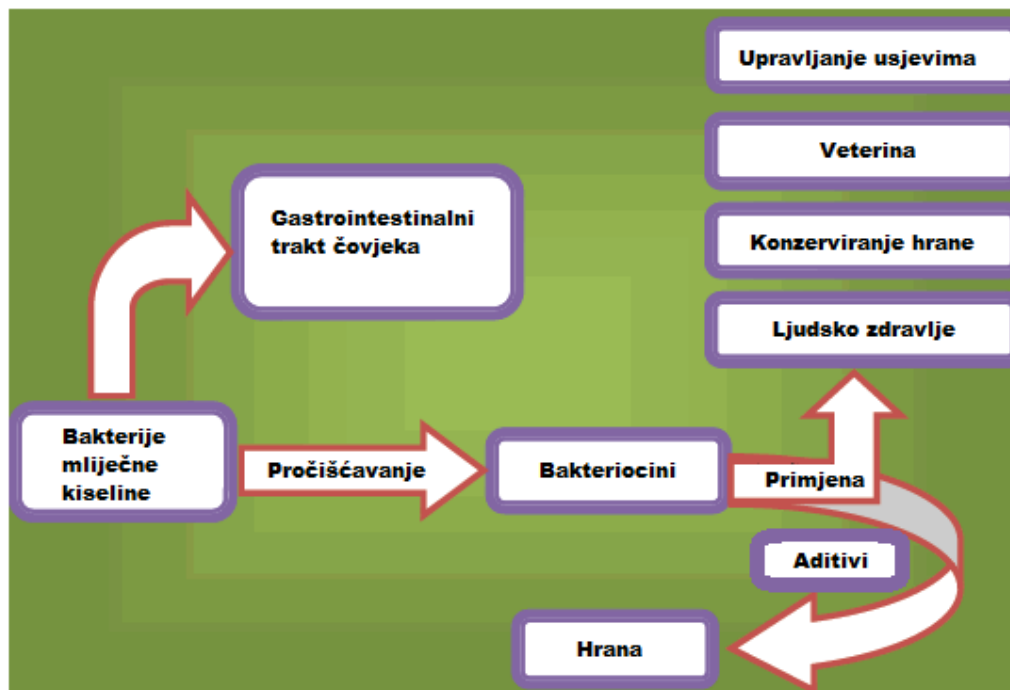 Upravljanje usjevima
Veterina
Konzerviranje hrane
Ljudsko zdravlje
Gastrointestinalni
trakt čovjeka
Bakterije
mliječne
kiseline
Pročišćavanje
Bakteriocini
Primjena
Aditivi
Hrana